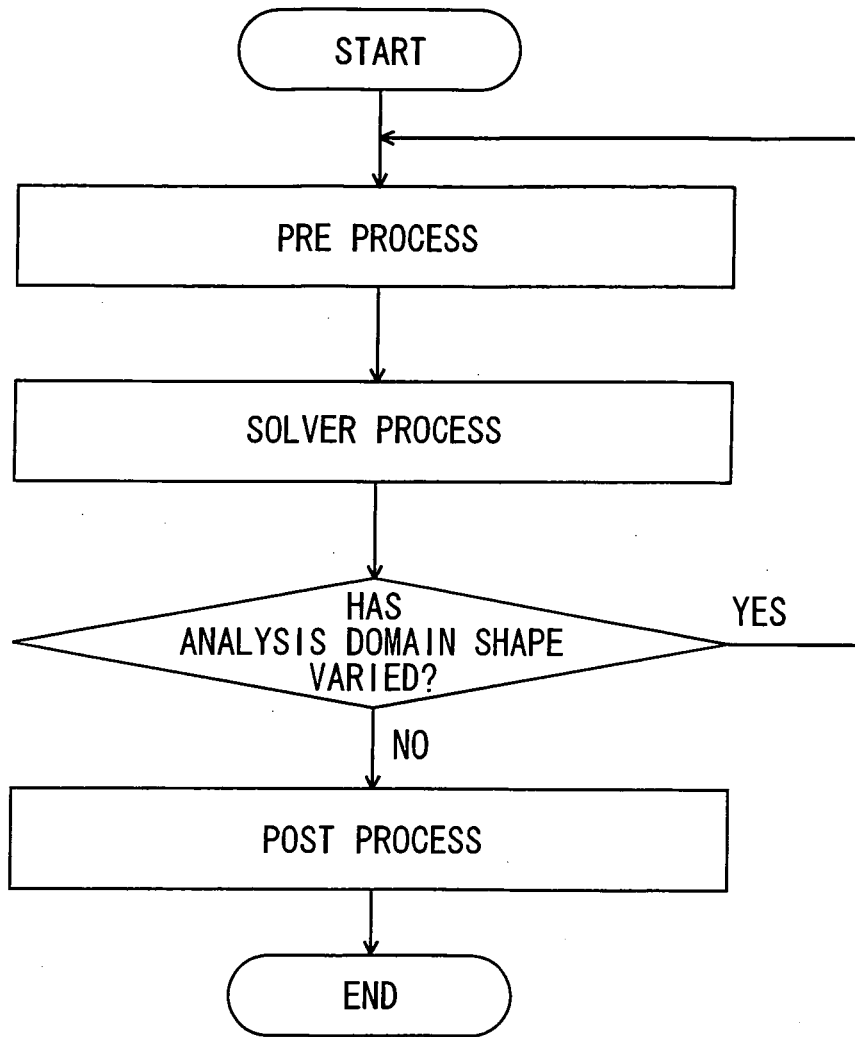 START
PRE PROCESS
SOLVER PROCESS
HAS
ANALYSIS DOMAIN SHAPE
VARIED?
YES
NO
POST PROCESS
END